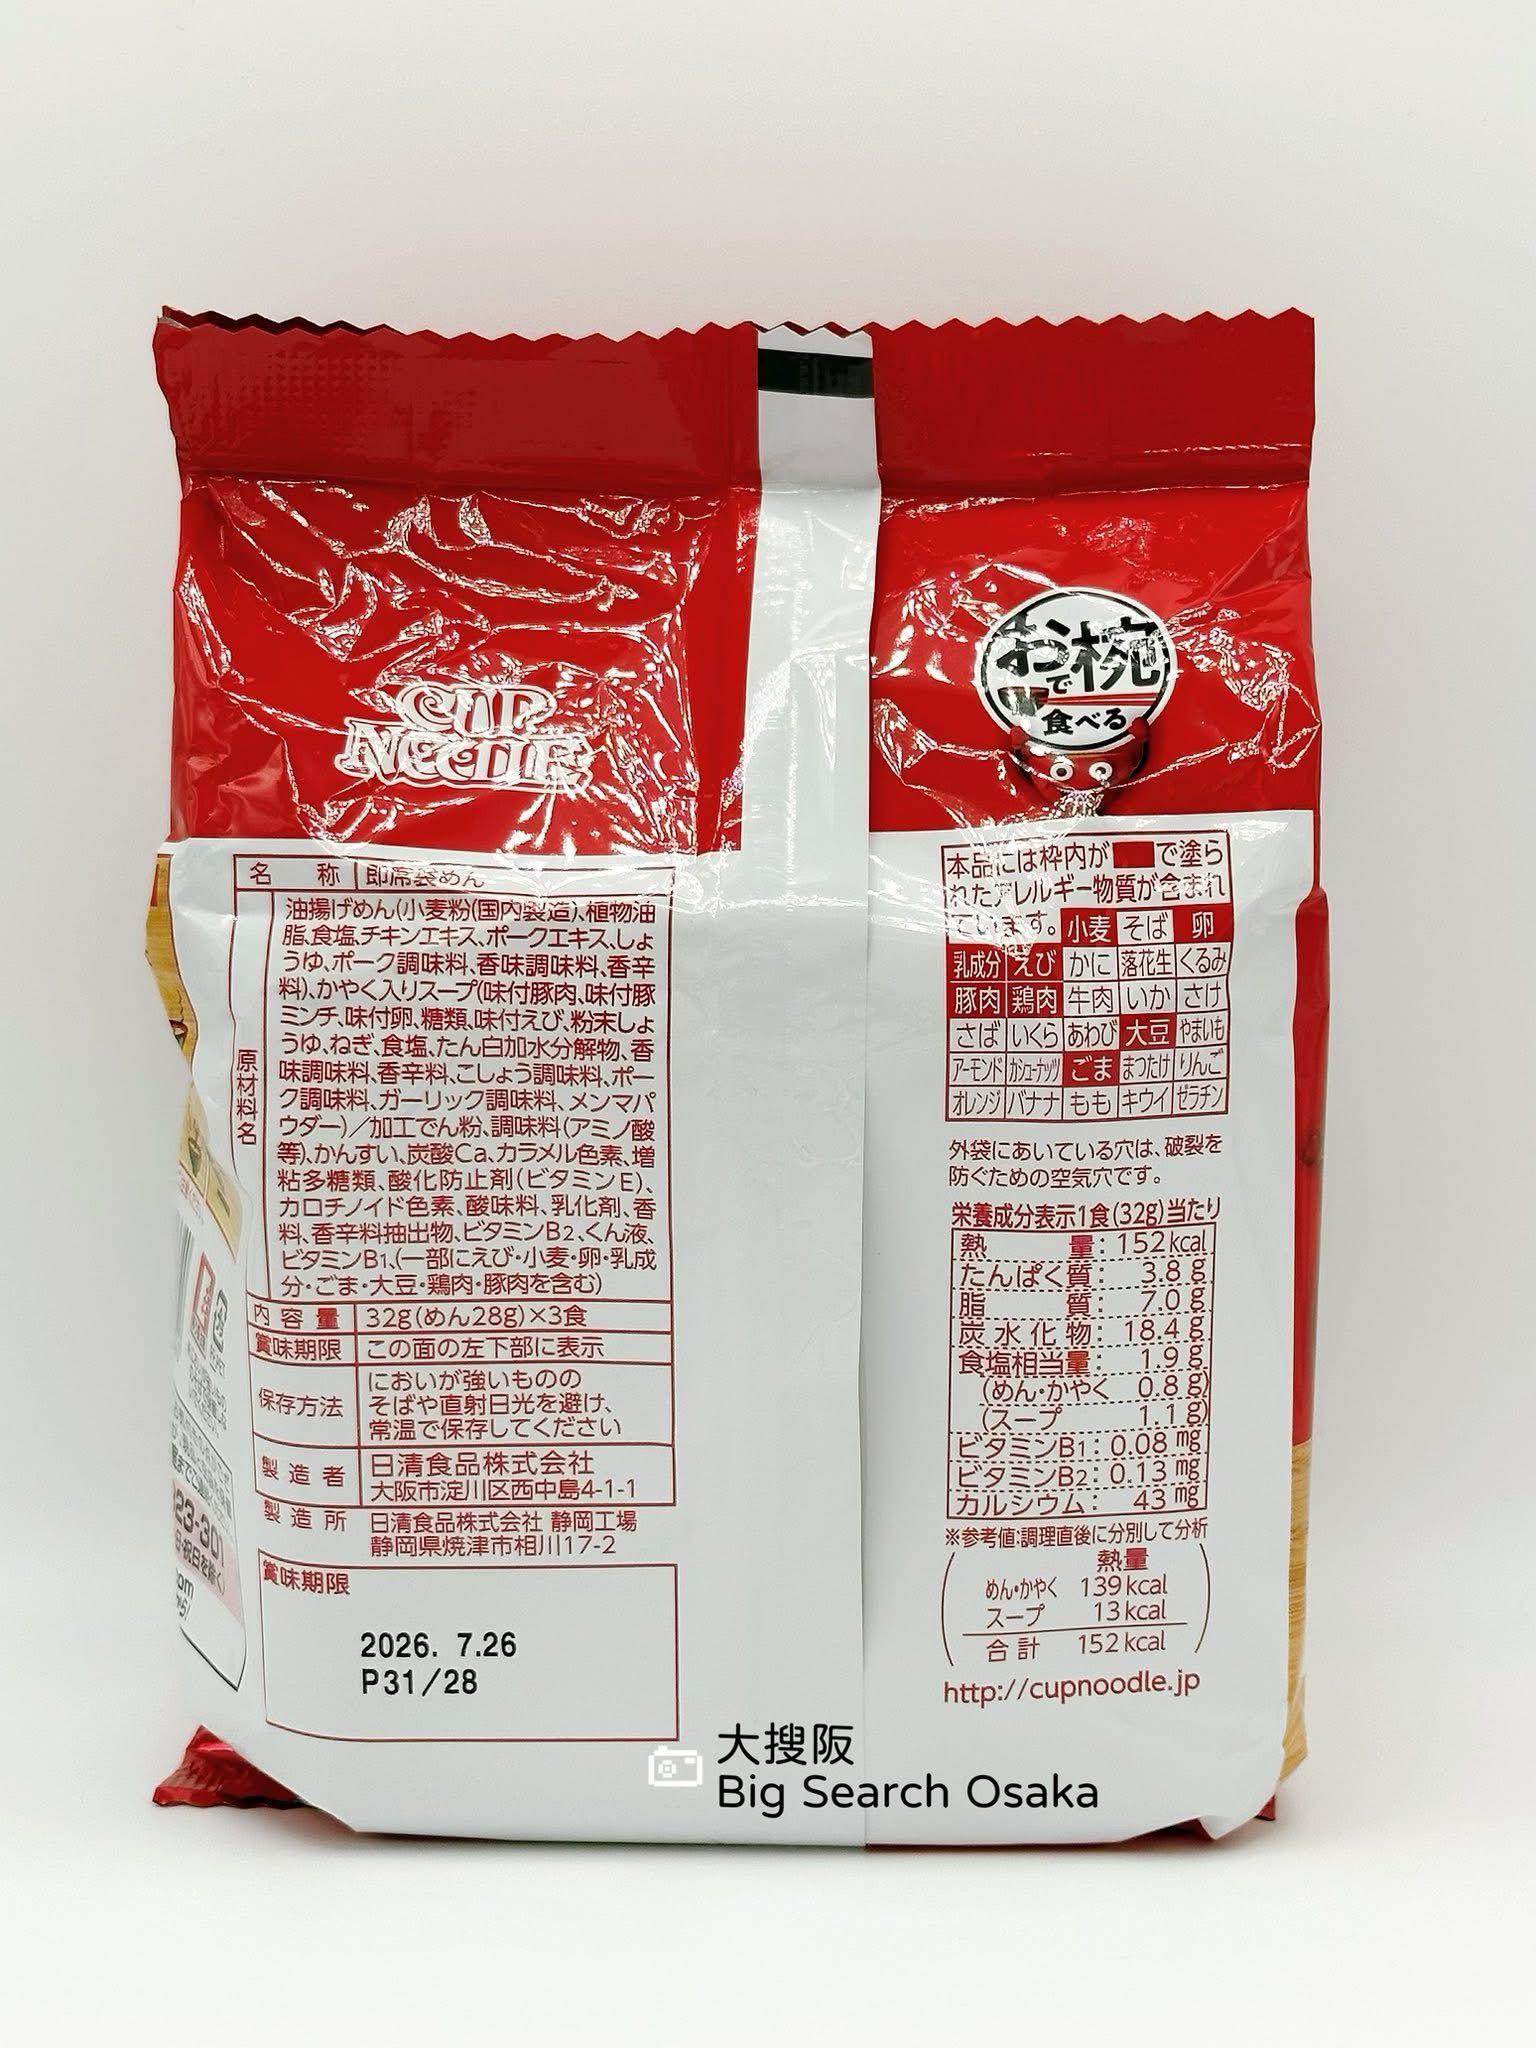 CUP
NOODLE
お椀で
食べる
名 称 即席袋めん
原材料名
油揚げめん(小麦粉(国内製造)、植物油
脂、食塩、チキンエキス、ポークエキス、しょ
うゆ、ポーク調味料、香味調味料、香辛
料)、かやく入りスープ(味付豚肉、味付豚
ミンチ、味付卵、糖類、味付えび、粉末しょ
うゆ、ねぎ、食塩、たん白加水分解物、香
味調味料、香辛料、こしょう調味料、ポー
ク調味料、ガーリック調味料、メンマパ
ウダー)/加工でん粉、調味料(アミノ酸
等)、かんすい、炭酸Ca、カラメル色素、増
粘多糖類、酸化防止剤(ビタミンE)、
カロチノイド色素、酸味料、乳化剤、香
料、香辛料抽出物、ビタミンB2、くん液、
ビタミンB1、(一部にえび・小麦・卵・乳成
分・ごま・大豆・鶏肉・豚肉を含む)
内容量 32g(めん28g)×3食
賞味期限 この面の左下部に表示
保存方法 においが強いものの
そばや直射日光を避け、
常温で保存してください
製造者 日清食品株式会社
大阪市淀川区西中島4-1-1
製造所 日清食品株式会社 静岡工場
静岡県焼津市相川17-2
賞味期限
2026. 7.26
P31/28
本品には枠内が で塗ら
れたアレルギー物質が含まれ
ています。 小麦 そば 卵
乳成分 えび かに 落花生 くるみ
豚肉 鶏肉 牛肉 いか さけ
さば いくら あわび 大豆 やまいも
アーモンド カシューナッツ ごま まつたけ りんご
オレンジ バナナ もも キウイ ゼラチン
外袋にあいている穴は、破裂を
防ぐための空気穴です。
栄養成分表示1食(32g)当たり
熱量: 152kcal
たんぱく質: 3.8g
脂質: 7.0g
炭水化物: 18.4g
食塩相当量: 1.9g
(めん・かやく 0.8g)
(スープ 1.1g)
ビタミンB1: 0.08mg
ビタミンB2: 0.13mg
カルシウム: 43mg
※参考値:調理直後に分別して分析
熱量
めん・かやく 139kcal
スープ 13kcal
合計 152kcal
http://cupnoodle.jp
23-301
日・祝日を除く)
大搜阪
Big Search Osaka